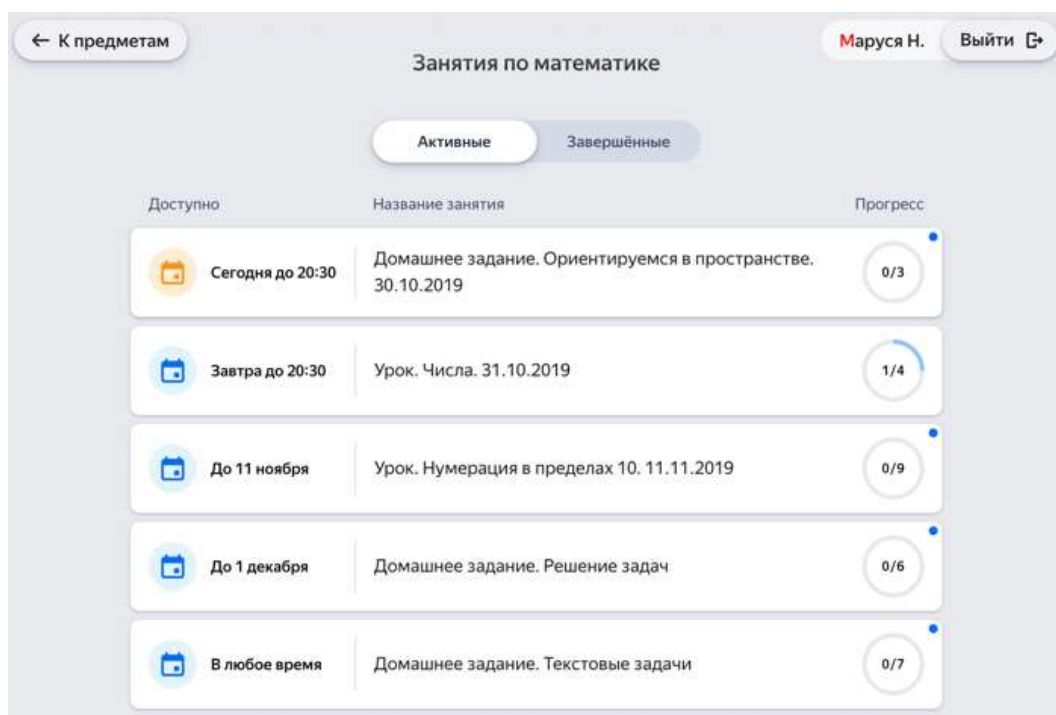 ← К предметам
Маруся Н.
Выйти
Занятия по математике
Активные
Завершённые
Доступно
Название занятия
Прогресс
Сегодня до 20:30
Домашнее задание. Ориентируемся в пространстве.
30.10.2019
0/3
Завтра до 20:30
Урок. Числа. 31.10.2019
1/4
До 11 ноября
Урок. Нумерация в пределах 10. 11.11.2019
0/9
До 1 декабря
Домашнее задание. Решение задач
0/6
В любое время
Домашнее задание. Текстовые задачи
0/7